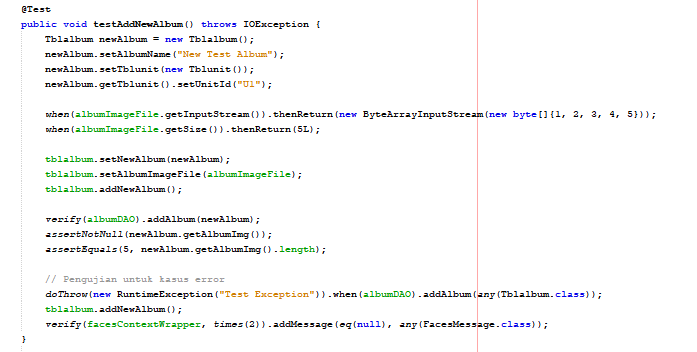 @Test
public void testAddNewAlbum() throws IOException {
Tblalbum newAlbum = new Tblalbum();
newAlbum.setAlbumName("New Test Album");
newAlbum.setTblunit(new Tblunit());
newAlbum.getTblunit().setUnitId("U1");
when(albumImageFile.getInputStream()).thenReturn(new ByteArrayInputStream(new byte[]{1, 2, 3, 4, 5}));
when(albumImageFile.getSize()).thenReturn(5L);
tblalbum.setNewAlbum(newAlbum);
tblalbum.setAlbumImageFile(albumImageFile);
tblalbum.addNewAlbum();
verify(albumDAO).addAlbum(newAlbum);
assertNotNull(newAlbum.getAlbumImg());
assertEquals(5, newAlbum.getAlbumImg().length);
// Pengujian untuk kasus error
doThrow(new RuntimeException("Test Exception")).when(albumDAO).addAlbum(any(Tblalbum.class));
tblalbum.addNewAlbum();
verify(facesContextWrapper, times(2)).addMessage(eq(null), any(FacesMessage.class));
}